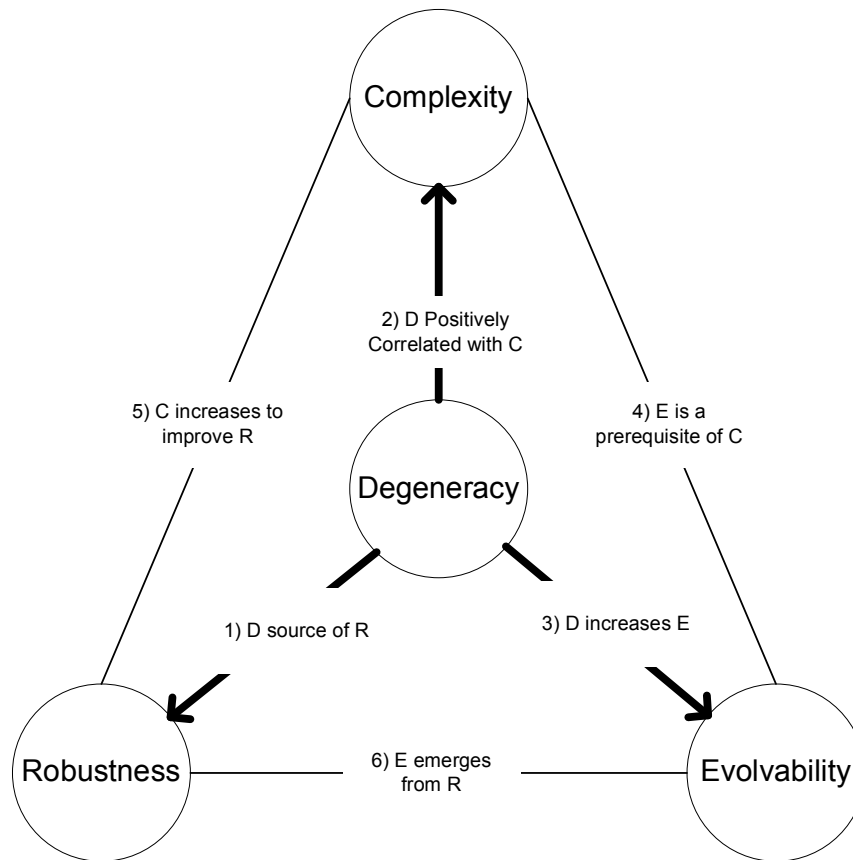 Complexity
2) D Positively
Correlated with C
5) C increases to
improve R
4) E is a
prerequisite of C
Degeneracy
1) D source of R
3) D increases E
Robustness
6) E emerges
from R
Evolvability